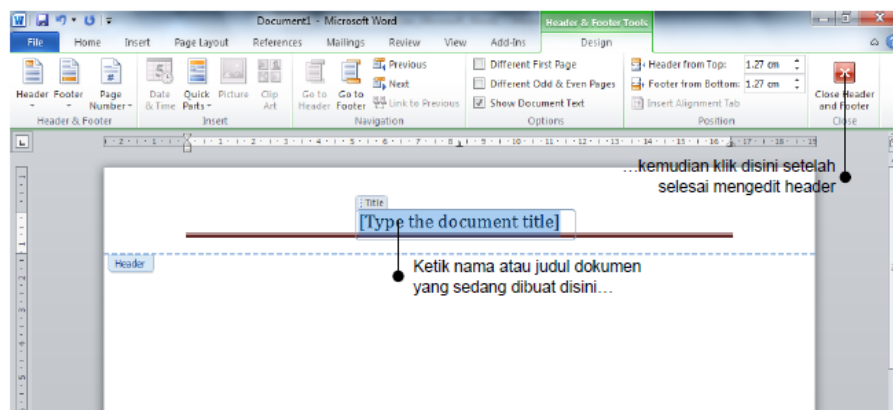 Document1 - Microsoft Word
Header & Footer Tools
File Home Insert Page Layout References Mailings Review View Add-Ins Design
Header Footer Page Number
Header & Footer
Date & Time Quick Parts Picture Clip Art
Insert
Go to Header Go to Footer Previous
Next
Link to Previous
Navigation
Different First Page
Different Odd & Even Pages
Show Document Text
Options
Header from Top: 1.27 cm
Footer from Bottom: 1.27 cm
Insert Alignment Tab
Position
Close Header and Footer
Close
…kemudian klik disini setelah
selesai mengedit header
Title
[Type the document title]
Header
Ketik nama atau judul dokumen
yang sedang dibuat disini…